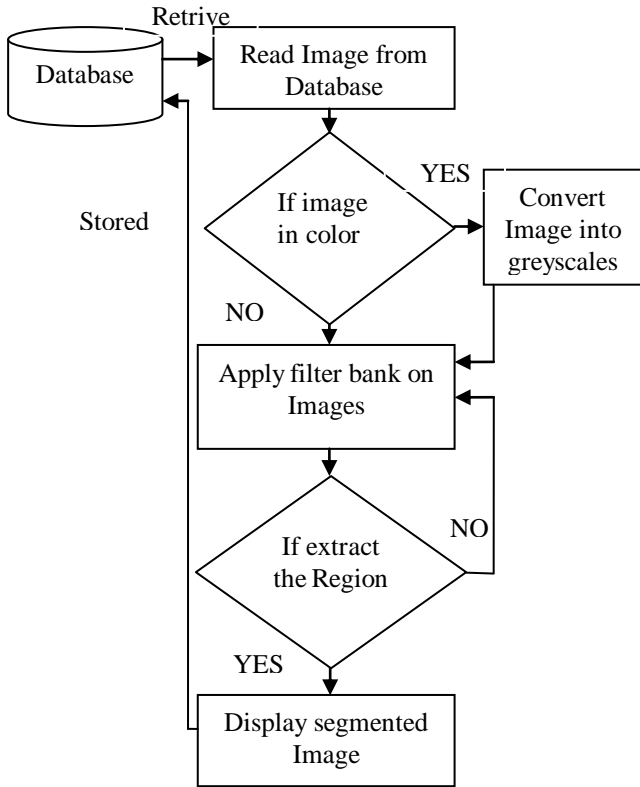 Retrive
Database
Read Image from
Database
YES
If image
in color
Convert
Image into
greyscales
Stored
NO
Apply filter bank on
Images
NO
If extract
the Region
YES
Display segmented
Image